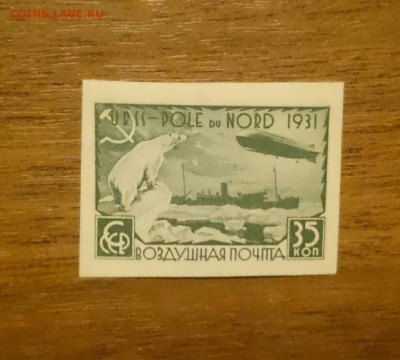 COINS.LAVE.RU
URSS-POLE DU NORD 1931
СССР
35
КОП
ВОЗДУШНАЯ ПОЧТА